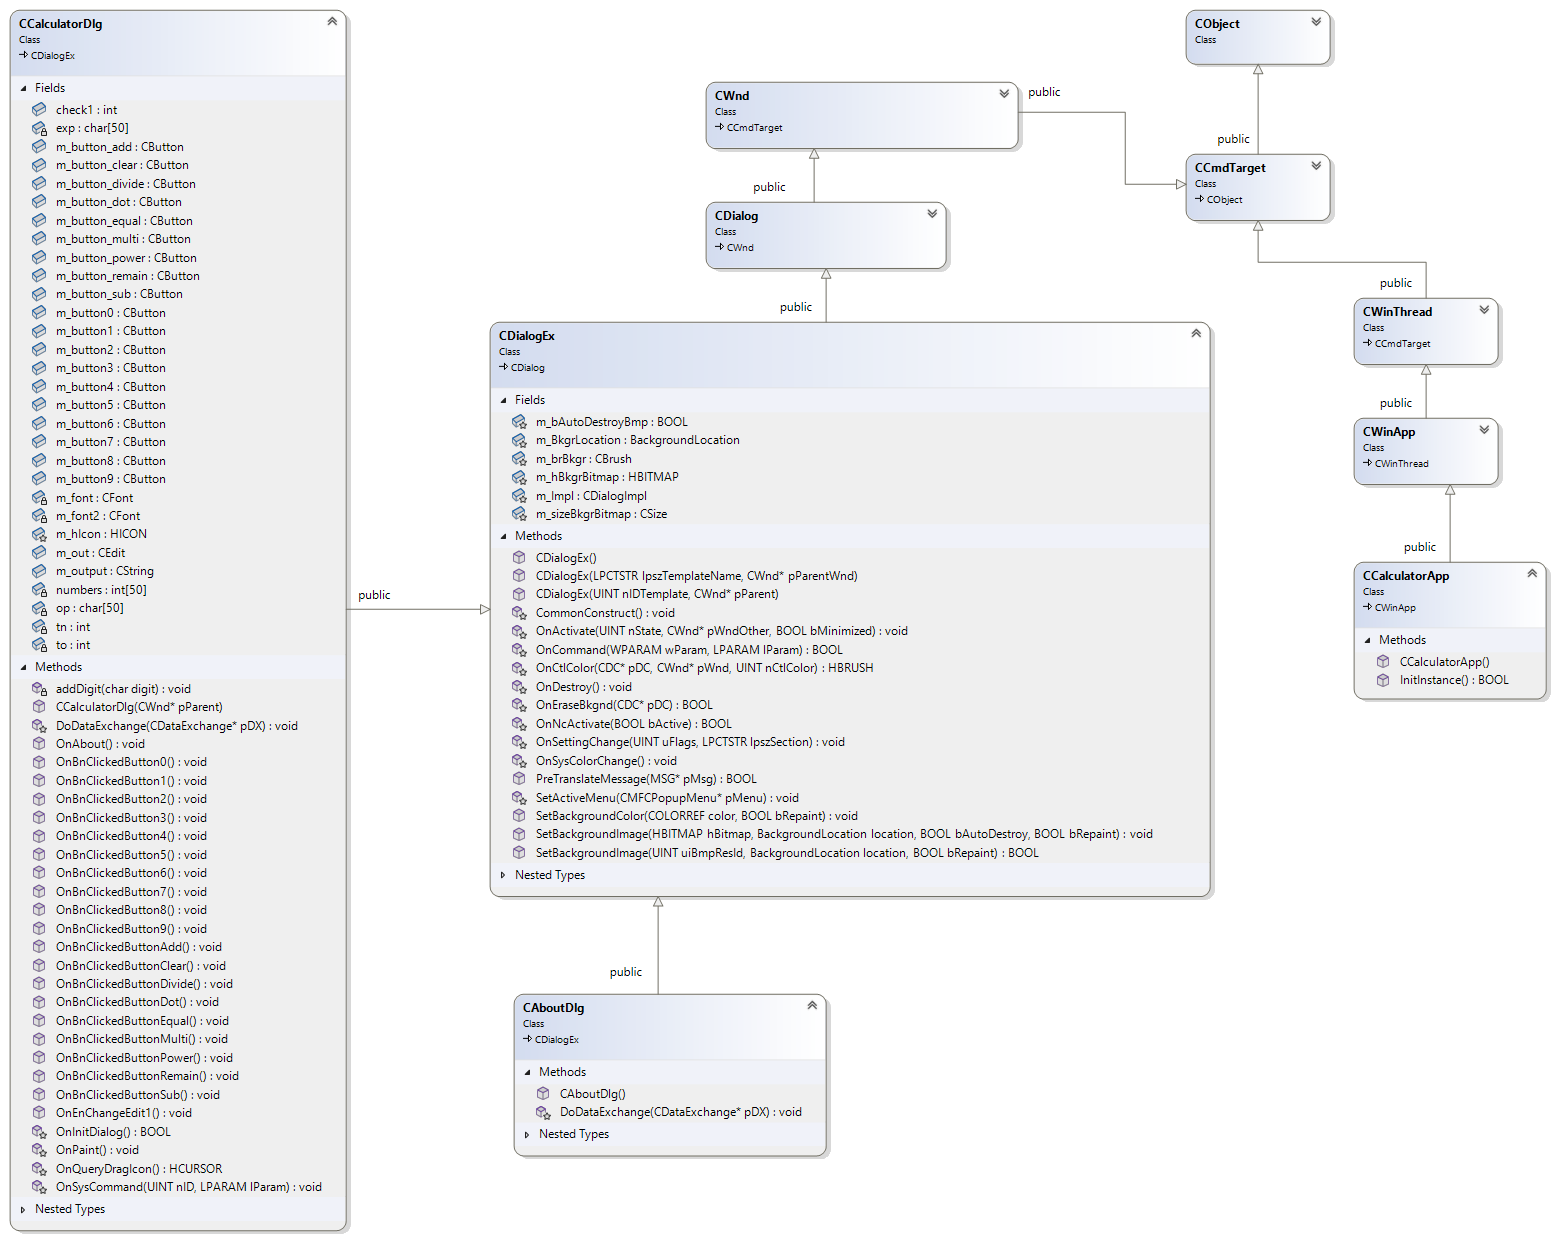 CCalculatorDlg
Class
CDialogEx
Fields
check1 : int
exp : char[50]
m_button_add : CButton
m_button_clear : CButton
m_button_divide : CButton
m_button_dot : CButton
m_button_equal : CButton
m_button_multi : CButton
m_button_power : CButton
m_button_remain : CButton
m_button_sub : CButton
m_button0 : CButton
m_button1 : CButton
m_button2 : CButton
m_button3 : CButton
m_button4 : CButton
m_button5 : CButton
m_button6 : CButton
m_button7 : CButton
m_button8 : CButton
m_button9 : CButton
m_font : CFont
m_font2 : CFont
m_hIcon : HICON
m_out : CEdit
m_output : CString
numbers : int[50]
op : char[50]
tn : int
to : int
Methods
addDigit(char digit) : void
CCalculatorDlg(CWnd* pParent)
DoDataExchange(CDataExchange* pDX) : void
OnAbout() : void
OnBnClickedButton0() : void
OnBnClickedButton1() : void
OnBnClickedButton2() : void
OnBnClickedButton3() : void
OnBnClickedButton4() : void
OnBnClickedButton5() : void
OnBnClickedButton6() : void
OnBnClickedButton7() : void
OnBnClickedButton8() : void
OnBnClickedButton9() : void
OnBnClickedButtonAdd() : void
OnBnClickedButtonClear() : void
OnBnClickedButtonDivide() : void
OnBnClickedButtonDot() : void
OnBnClickedButtonEqual() : void
OnBnClickedButtonMulti() : void
OnBnClickedButtonPower() : void
OnBnClickedButtonRemain() : void
OnBnClickedButtonSub() : void
OnEnChangeEdit1() : void
OnInitDialog() : BOOL
OnPaint() : void
OnQueryDragIcon() : HCURSOR
OnSysCommand(UINT nID, LPARAM lParam) : void
Nested Types
public
CWnd
Class
CCmdTarget
public
public
CDialog
Class
CWnd
public
CDialogEx
Class
CDialog
Fields
m_bAutoDestroyBmp : BOOL
m_BkgrLocation : BackgroundLocation
m_brBkgr : CBrush
m_hBkgrBitmap : HBITMAP
m_Impl : CDialogImpl
m_sizeBkgrBitmap : CSize
Methods
CDialogEx()
CDialogEx(LPCTSTR lpszTemplateName, CWnd* pParentWnd)
CDialogEx(UINT nIDTemplate, CWnd* pParent)
CommonConstruct() : void
OnActivate(UINT nState, CWnd* pWndOther, BOOL bMinimized) : void
OnCommand(WPARAM wParam, LPARAM lParam) : BOOL
OnCtlColor(CDC* pDC, CWnd* pWnd, UINT nCtlColor) : HBRUSH
OnDestroy() : void
OnEraseBkgnd(CDC* pDC) : BOOL
OnNcActivate(BOOL bActive) : BOOL
OnSettingChange(UINT uFlags, LPCTSTR lpszSection) : void
OnSysColorChange() : void
PreTranslateMessage(MSG* pMsg) : BOOL
SetActiveMenu(CMFCPopupMenu* pMenu) : void
SetBackgroundColor(COLORREF color, BOOL bRepaint) : void
SetBackgroundImage(HBITMAP hBitmap, BackgroundLocation location, BOOL bAutoDestroy, BOOL bRepaint) : void
SetBackgroundImage(UINT uiBmpResId, BackgroundLocation location, BOOL bRepaint) : BOOL
Nested Types
public
CAboutDlg
Class
CDialogEx
Methods
CAboutDlg()
DoDataExchange(CDataExchange* pDX) : void
Nested Types
CObject
Class
public
CCmdTarget
Class
CObject
public
CWinThread
Class
CCmdTarget
public
CWinApp
Class
CWinThread
public
CCalculatorApp
Class
CWinApp
Methods
CCalculatorApp()
InitInstance() : BOOL